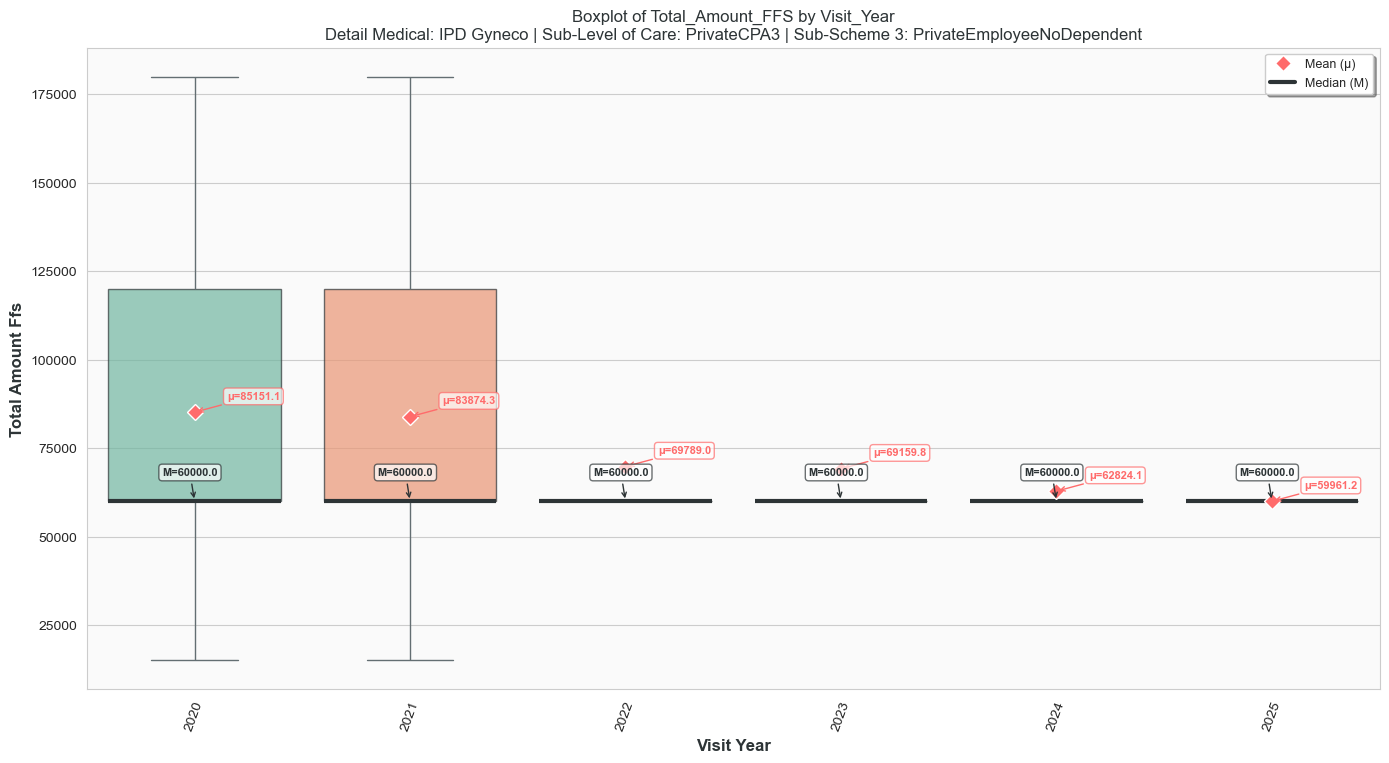 Boxplot of Total_Amount_FFS by Visit_Year
Detail Medical: IPD Gyneco | Sub-Level of Care: PrivateCPA3 | Sub-Scheme 3: PrivateEmployeeNoDependent
Mean (μ)
Median (M)
Total Amount Ffs
175000
150000
125000
100000
75000
50000
25000
μ=85151.1
μ=83874.3
μ=69789.0
μ=69159.8
μ=62824.1
μ=59961.2
M=60000.0
M=60000.0
M=60000.0
M=60000.0
M=60000.0
M=60000.0
2020
2021
2022
2023
2024
2025
Visit Year